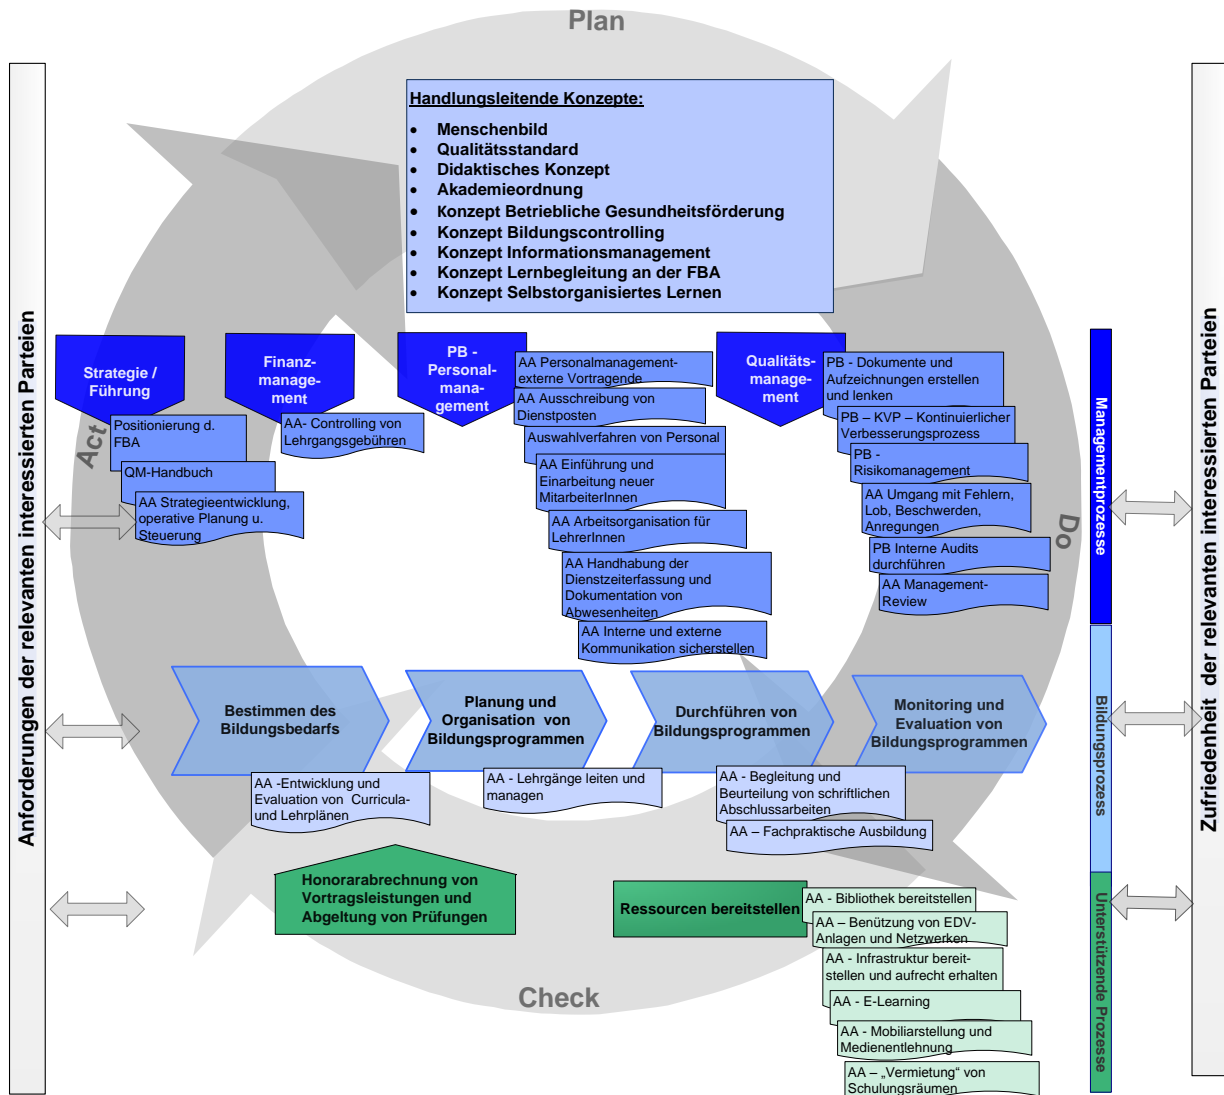 Plan
Handlungsleitende Konzepte:
• Menschenbild
• Qualitätsstandard
• Didaktisches Konzept
• Akademieordnung
• Konzept Betriebliche Gesundheitsförderung
• Konzept Bildungscontrolling
• Konzept Informationsmanagement
• Konzept Lernbegleitung an der FBA
• Konzept Selbstorganisiertes Lernen
Anforderungen der relevanten interessierten Parteien
Act
Strategie /
Führung
Positionierung d.
FBA
QM-Handbuch
AA Strategieentwicklung,
operative Planung u.
Steuerung
Finanz-
manage-
ment
AA- Controlling von
Lehrgangsgebühren
PB -
Personal-
mana-
gement
AA Personalmanagement-
externe Vortragende
AA Ausschreibung von
Dienstposten
Auswahlverfahren von Personal
AA Einführung und
Einarbeitung neuer
MitarbeiterInnen
AA Arbeitsorganisation für
LehrerInnen
AA Handhabung der
Dienstzeiterfassung und
Dokumentation von
Abwesenheiten
AA Interne und externe
Kommunikation sicherstellen
Qualitäts-
manage-
ment
PB - Dokumente und
Aufzeichnungen erstellen
und lenken
PB – KVP – Kontinuierlicher
Verbesserungsprozess
PB -
Risikomanagement
AA Umgang mit Fehlern,
Lob, Beschwerden,
Anregungen
PB Interne Audits
durchführen
AA Management-
Review
Do
Managementprozesse
Zufriedenheit der relevanten interessierten Parteien
Bestimmen des
Bildungsbedarfs
Planung und
Organisation von
Bildungsprogrammen
Durchführen von
Bildungsprogrammen
Monitoring und
Evaluation von
Bildungsprogrammen
AA -Entwicklung und
Evaluation von Curricula-
und Lehrplänen
AA - Lehrgänge leiten und
managen
AA - Begleitung und
Beurteilung von schriftlichen
Abschlussarbeiten
AA – Fachpraktische Ausbildung
Bildungsprozess
Honorarabrechnung von
Vortragsleistungen und
Abgeltung von Prüfungen
Ressourcen bereitstellen
AA - Bibliothek bereitstellen
AA – Benützung von EDV-
Anlagen und Netzwerken
AA - Infrastruktur bereit-
stellen und aufrecht erhalten
AA - E-Learning
AA - Mobiliarstellung und
Medienentlehnung
AA – „Vermietung“ von
Schulungsräumen
Unterstützende Prozesse
Check